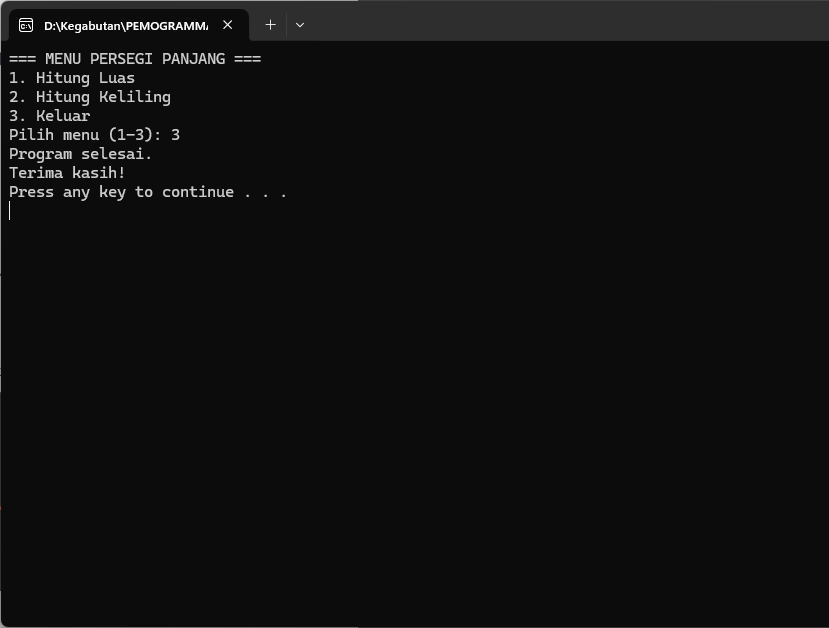 D:\Kegabutan\PEMOGRAMM
=== MENU PERSEGI PANJANG ===
1. Hitung Luas
2. Hitung Keliling
3. Keluar
Pilih menu (1-3): 3
Program selesai.
Terima kasih!
Press any key to continue . . .